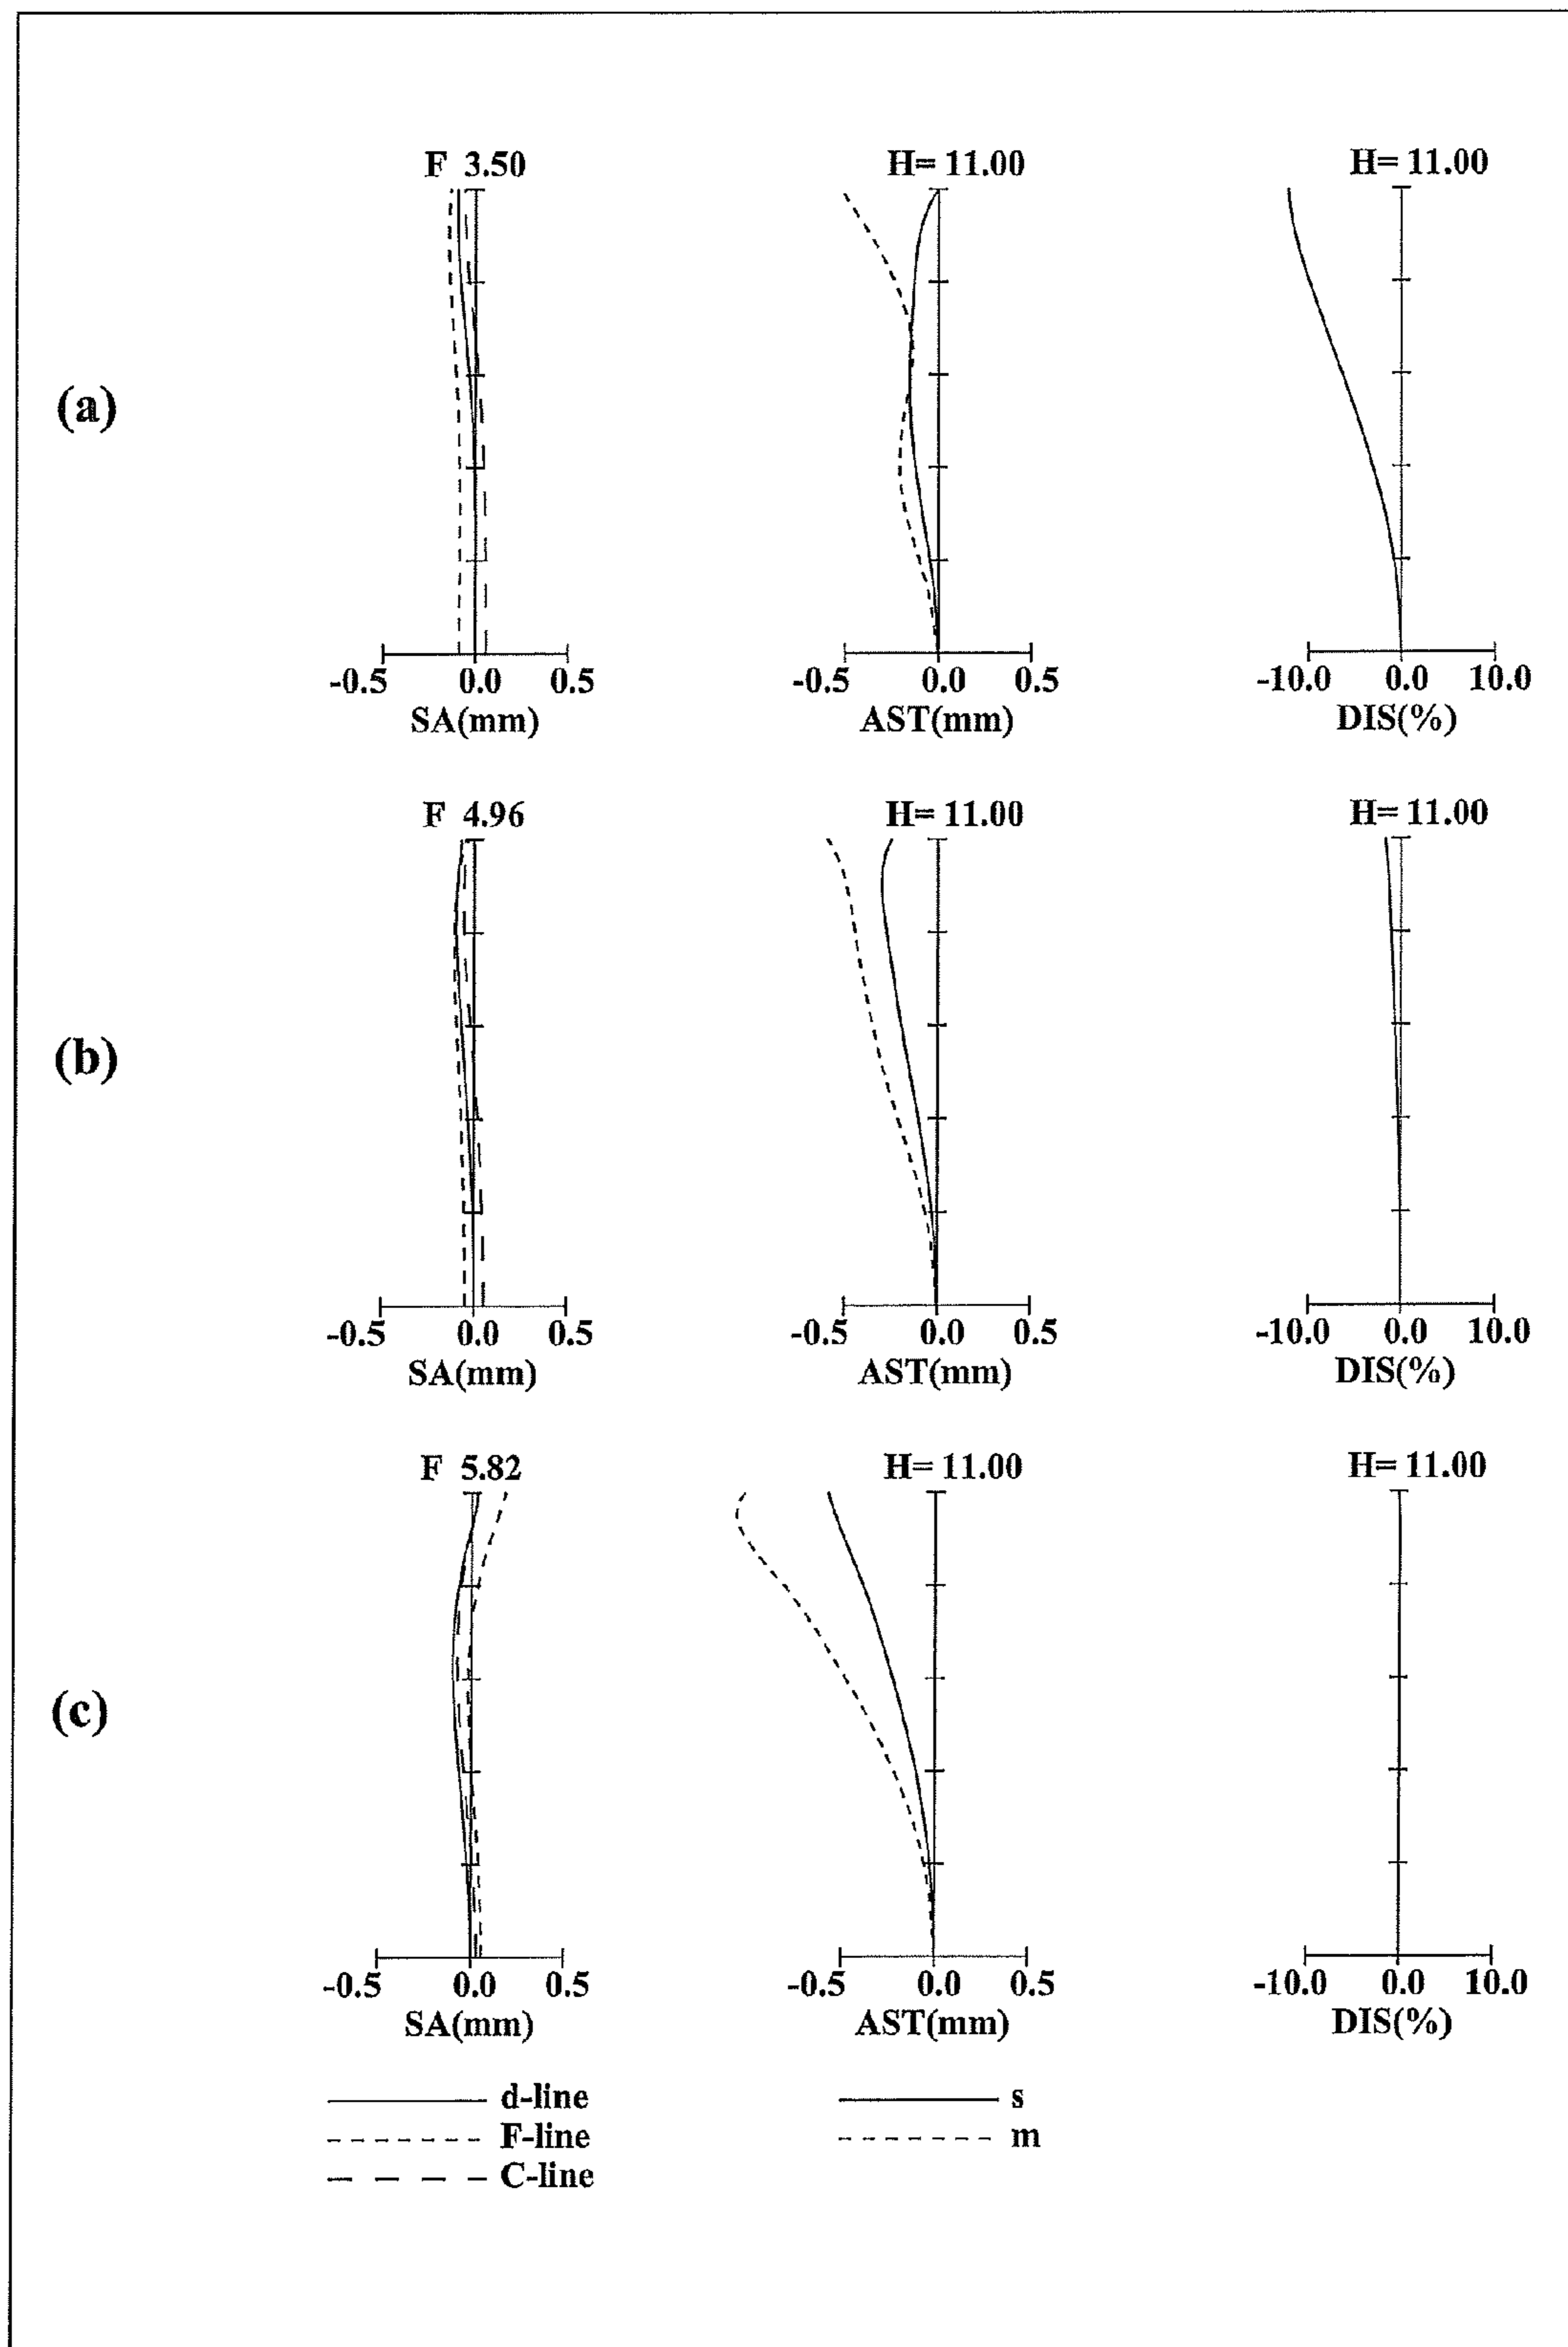 F 3.50
H= 11.00
H= 11.00
(a)
-0.5 0.0 0.5
SA(mm)
-0.5 0.0 0.5
AST(mm)
-10.0 0.0 10.0
DIS(%)
F 4.96
H= 11.00
H= 11.00
(b)
-0.5 0.0 0.5
SA(mm)
-0.5 0.0 0.5
AST(mm)
-10.0 0.0 10.0
DIS(%)
F 5.82
H= 11.00
H= 11.00
(c)
-0.5 0.0 0.5
SA(mm)
-0.5 0.0 0.5
AST(mm)
-10.0 0.0 10.0
DIS(%)
d-line
F-line
C-line
s
m